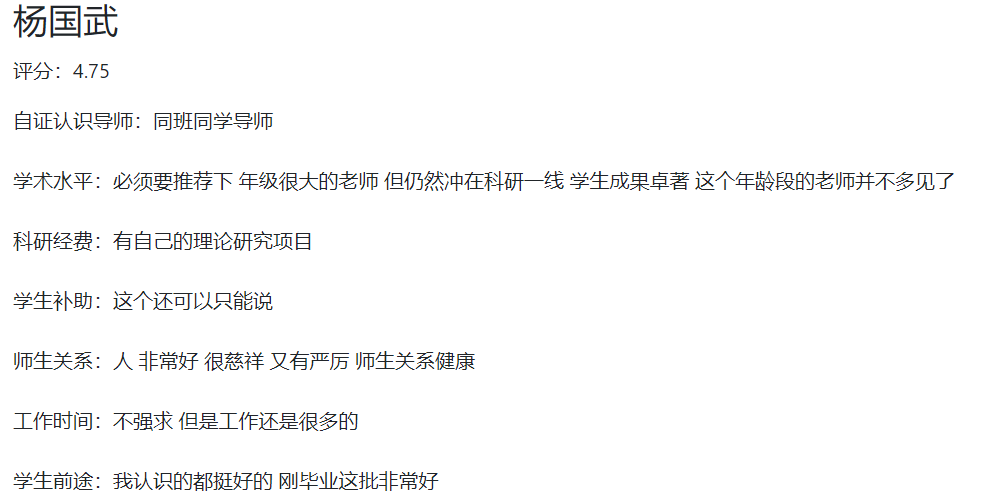 杨国武
评分：4.75
自证认识导师：同班同学导师
学术水平：必须要推荐下 年级很大的老师 但仍然冲在科研一线 学生成果卓著 这个年龄段的老师并不多见了
科研经费：有自己的理论研究项目
学生补助：这个还可以只能说
师生关系：人 非常好 很慈祥 又有严厉 师生关系健康
工作时间：不强求 但是工作还是很多的
学生前途：我认识的都挺好的 刚毕业这批非常好